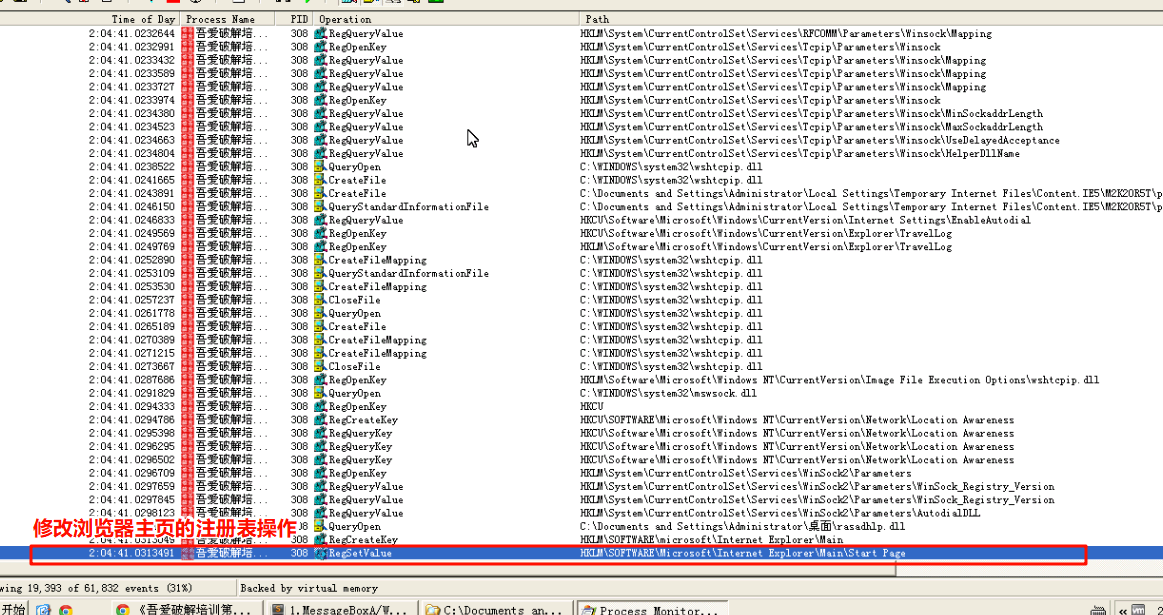 Time of Day Process Name PID Operation Path
2:04:41.0232644 吾爱破解培... 308 RegQueryValue HKLM\System\CurrentControlSet\Services\RFCOMM\Parameters\Winsock\Mapping
2:04:41.0232991 吾爱破解培... 308 RegOpenKey HKLM\System\CurrentControlSet\Services\Tcpip\Parameters\Winsock
2:04:41.0233432 吾爱破解培... 308 RegQueryValue HKLM\System\CurrentControlSet\Services\Tcpip\Parameters\Winsock\Mapping
2:04:41.0233589 吾爱破解培... 308 RegQueryValue HKLM\System\CurrentControlSet\Services\Tcpip\Parameters\Winsock\Mapping
2:04:41.0233727 吾爱破解培... 308 RegQueryValue HKLM\System\CurrentControlSet\Services\Tcpip\Parameters\Winsock\Mapping
2:04:41.0233974 吾爱破解培... 308 RegOpenKey HKLM\System\CurrentControlSet\Services\Tcpip\Parameters\Winsock
2:04:41.0234380 吾爱破解培... 308 RegQueryValue HKLM\System\CurrentControlSet\Services\Tcpip\Parameters\Winsock\MinSockaddrLength
2:04:41.0234523 吾爱破解培... 308 RegQueryValue HKLM\System\CurrentControlSet\Services\Tcpip\Parameters\Winsock\MaxSockaddrLength
2:04:41.0234663 吾爱破解培... 308 RegQueryValue HKLM\System\CurrentControlSet\Services\Tcpip\Parameters\Winsock\UseDelayedAcceptance
2:04:41.0234804 吾爱破解培... 308 RegQueryValue HKLM\System\CurrentControlSet\Services\Tcpip\Parameters\Winsock\HelperDllName
2:04:41.0238522 吾爱破解培... 308 QueryOpen C:\WINDOWS\system32\wshtcpip.dll
2:04:41.0241665 吾爱破解培... 308 CreateFile C:\WINDOWS\system32\wshtcpip.dll
2:04:41.0243891 吾爱破解培... 308 CreateFile C:\Documents and Settings\Administrator\Local Settings\Temporary Internet Files\Content.IE5\M2K2OR5T\p
2:04:41.0246150 吾爱破解培... 308 QueryStandardInformationFile C:\Documents and Settings\Administrator\Local Settings\Temporary Internet Files\Content.IE5\M2K2OR5T\p
2:04:41.0246833 吾爱破解培... 308 RegQueryValue HKCU\Software\Microsoft\Windows\CurrentVersion\Internet Settings\EnableAutodial
2:04:41.0249569 吾爱破解培... 308 RegOpenKey HKCU\Software\Microsoft\Windows\CurrentVersion\Explorer\TravelLog
2:04:41.0249769 吾爱破解培... 308 RegOpenKey HKLM\Software\Microsoft\Windows\CurrentVersion\Explorer\TravelLog
2:04:41.0252890 吾爱破解培... 308 CreateFileMapping C:\WINDOWS\system32\wshtcpip.dll
2:04:41.0253109 吾爱破解培... 308 QueryStandardInformationFile C:\WINDOWS\system32\wshtcpip.dll
2:04:41.0253530 吾爱破解培... 308 CreateFileMapping C:\WINDOWS\system32\wshtcpip.dll
2:04:41.0257237 吾爱破解培... 308 CloseFile C:\WINDOWS\system32\wshtcpip.dll
2:04:41.0261778 吾爱破解培... 308 QueryOpen C:\WINDOWS\system32\wshtcpip.dll
2:04:41.0265189 吾爱破解培... 308 CreateFile C:\WINDOWS\system32\wshtcpip.dll
2:04:41.0270389 吾爱破解培... 308 CreateFileMapping C:\WINDOWS\system32\wshtcpip.dll
2:04:41.0271215 吾爱破解培... 308 CreateFileMapping C:\WINDOWS\system32\wshtcpip.dll
2:04:41.0273667 吾爱破解培... 308 CloseFile C:\WINDOWS\system32\wshtcpip.dll
2:04:41.0287686 吾爱破解培... 308 RegOpenKey HKLM\Software\Microsoft\Windows NT\CurrentVersion\Image File Execution Options\wshtcpip.dll
2:04:41.0291829 吾爱破解培... 308 QueryOpen C:\WINDOWS\system32\mswsock.dll
2:04:41.0294333 吾爱破解培... 308 RegOpenKey HKCU
2:04:41.0294786 吾爱破解培... 308 RegCreateKey HKCU\SOFTWARE\Microsoft\Windows NT\CurrentVersion\Network\Location Awareness
2:04:41.0295398 吾爱破解培... 308 RegQueryKey HKCU\SOFTWARE\Microsoft\Windows NT\CurrentVersion\Network\Location Awareness
2:04:41.0296295 吾爱破解培... 308 RegQueryKey HKCU\SOFTWARE\Microsoft\Windows NT\CurrentVersion\Network\Location Awareness
2:04:41.0296502 吾爱破解培... 308 RegQueryKey HKCU\SOFTWARE\Microsoft\Windows NT\CurrentVersion\Network\Location Awareness
2:04:41.0296709 吾爱破解培... 308 RegOpenKey HKLM\System\CurrentControlSet\Services\WinSock2\Parameters
2:04:41.0297659 吾爱破解培... 308 RegQueryValue HKLM\System\CurrentControlSet\Services\WinSock2\Parameters\WinSock_Registry_Version
2:04:41.0297845 吾爱破解培... 308 RegQueryValue HKLM\System\CurrentControlSet\Services\WinSock2\Parameters\WinSock_Registry_Version
2:04:41.0298123 吾爱破解培... 308 RegQueryValue HKLM\System\CurrentControlSet\Services\WinSock2\Parameters\AutodialDLL
修改浏览器主页的注册表操作 QueryOpen C:\Documents and Settings\Administrator\桌面\rasadhlp.dll
2:04:41.0313049 吾爱破解培... 308 RegCreateKey HKLM\SOFTWARE\Microsoft\Internet Explorer\Main
2:04:41.0313491 吾爱破解培... 308 RegSetValue HKLM\SOFTWARE\microsoft\Internet Explorer\Main\Start Page
wing 19,393 of 61,832 events (31%) Backed by virtual memory
开始 《吾爱破解培训第... 1.MessageBoxA/W... C:\Documents an... Process Monitor... « 2